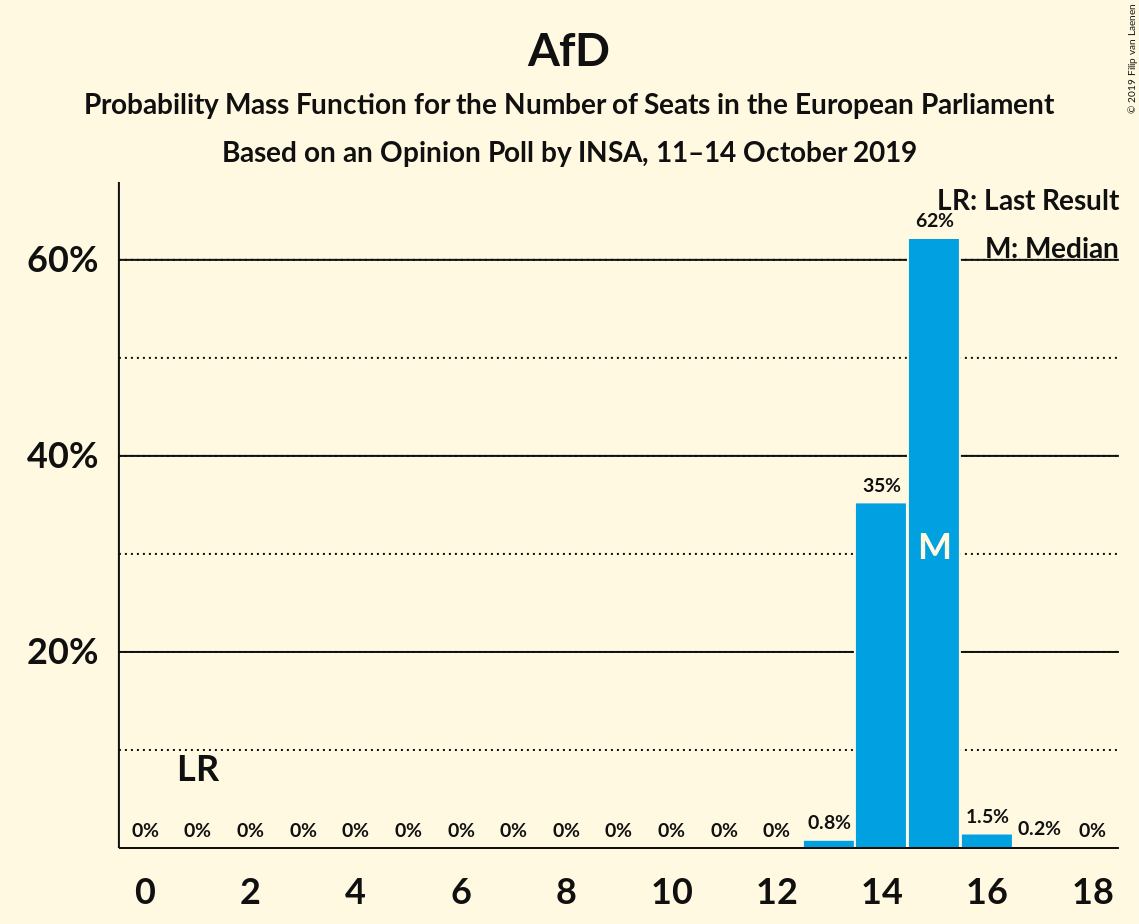 AfD
Probability Mass Function for the Number of Seats in the European Parliament
Based on an Opinion Poll by INSA, 11–14 October 2019
© 2019 Filip van Laenen
LR: Last Result
M: Median
62%
60%
35%
40%
M
20%
LR
0% 0% 0% 0% 0% 0% 0% 0% 0% 0% 0% 0% 0% 0.8% 1.5% 0.2% 0%
0 2 4 6 8 10 12 14 16 18